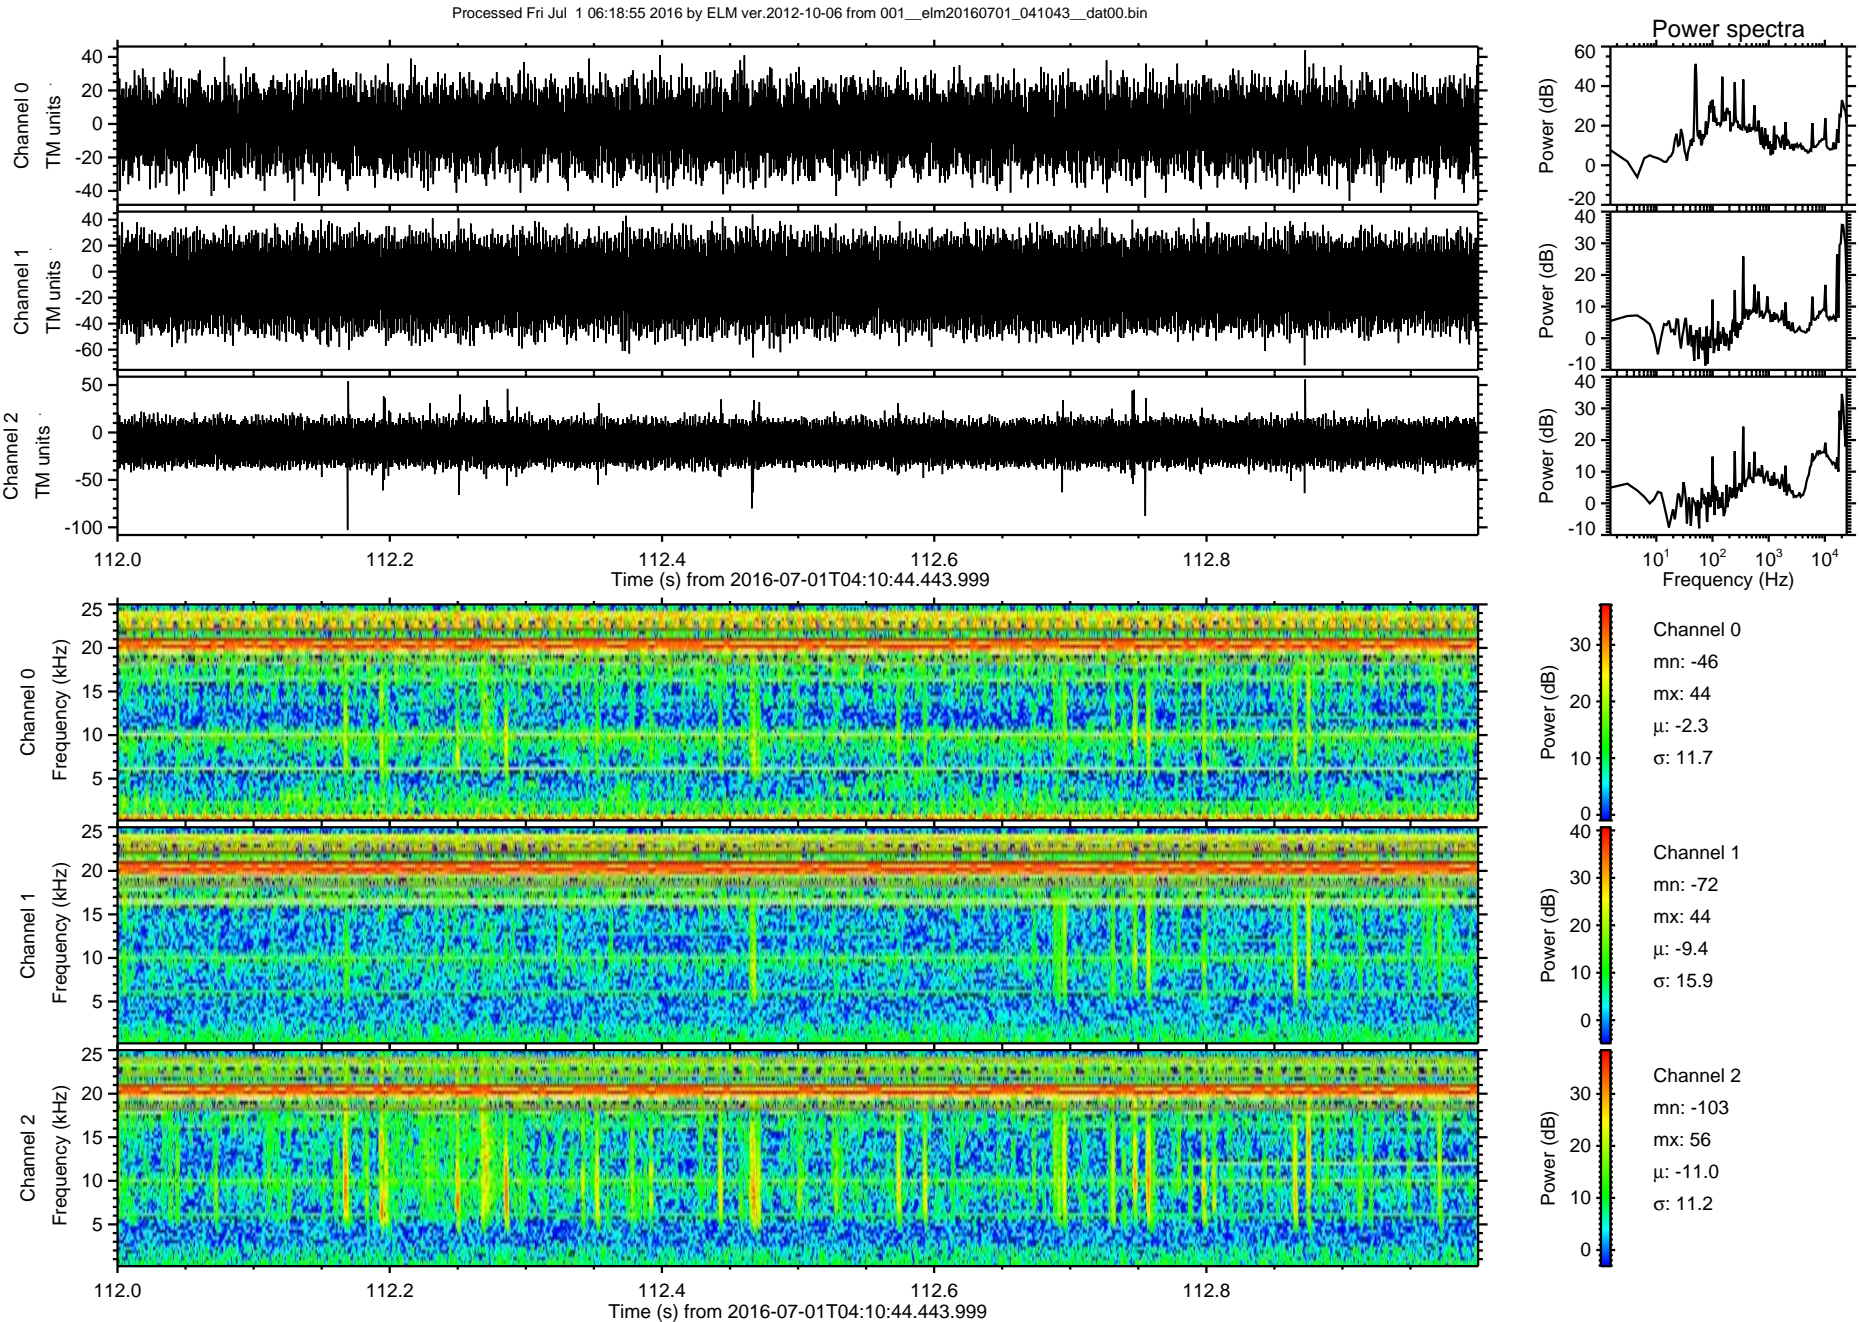 Processed Fri Jul  1 06:18:55 2016 by ELM ver.2012-10-06 from 001__elm20160701_041043__dat00.bin
Power spectra
Channel 0
TM units
40
20
0
-20
-40
Power (dB)
60
40
20
0
-20
Channel 1
TM units
40
20
0
-20
-40
-60
Power (dB)
40
30
20
10
0
-10
Channel 2
TM units
50
0
-50
-100
Power (dB)
40
30
20
10
0
-10
112.0 112.2 112.4 112.6 112.8
Time (s) from 2016-07-01T04:10:44.443.999
10^1 10^2 10^3 10^4
Frequency (Hz)
Channel 0
Frequency (kHz)
25
20
15
10
5
Power (dB)
30
20
10
0
Channel 0
mn: -46
mx: 44
μ: -2.3
σ: 11.7
Channel 1
Frequency (kHz)
25
20
15
10
5
Power (dB)
40
30
20
10
0
Channel 1
mn: -72
mx: 44
μ: -9.4
σ: 15.9
Channel 2
Frequency (kHz)
25
20
15
10
5
Power (dB)
30
20
10
0
Channel 2
mn: -103
mx: 56
μ: -11.0
σ: 11.2
112.0 112.2 112.4 112.6 112.8
Time (s) from 2016-07-01T04:10:44.443.999